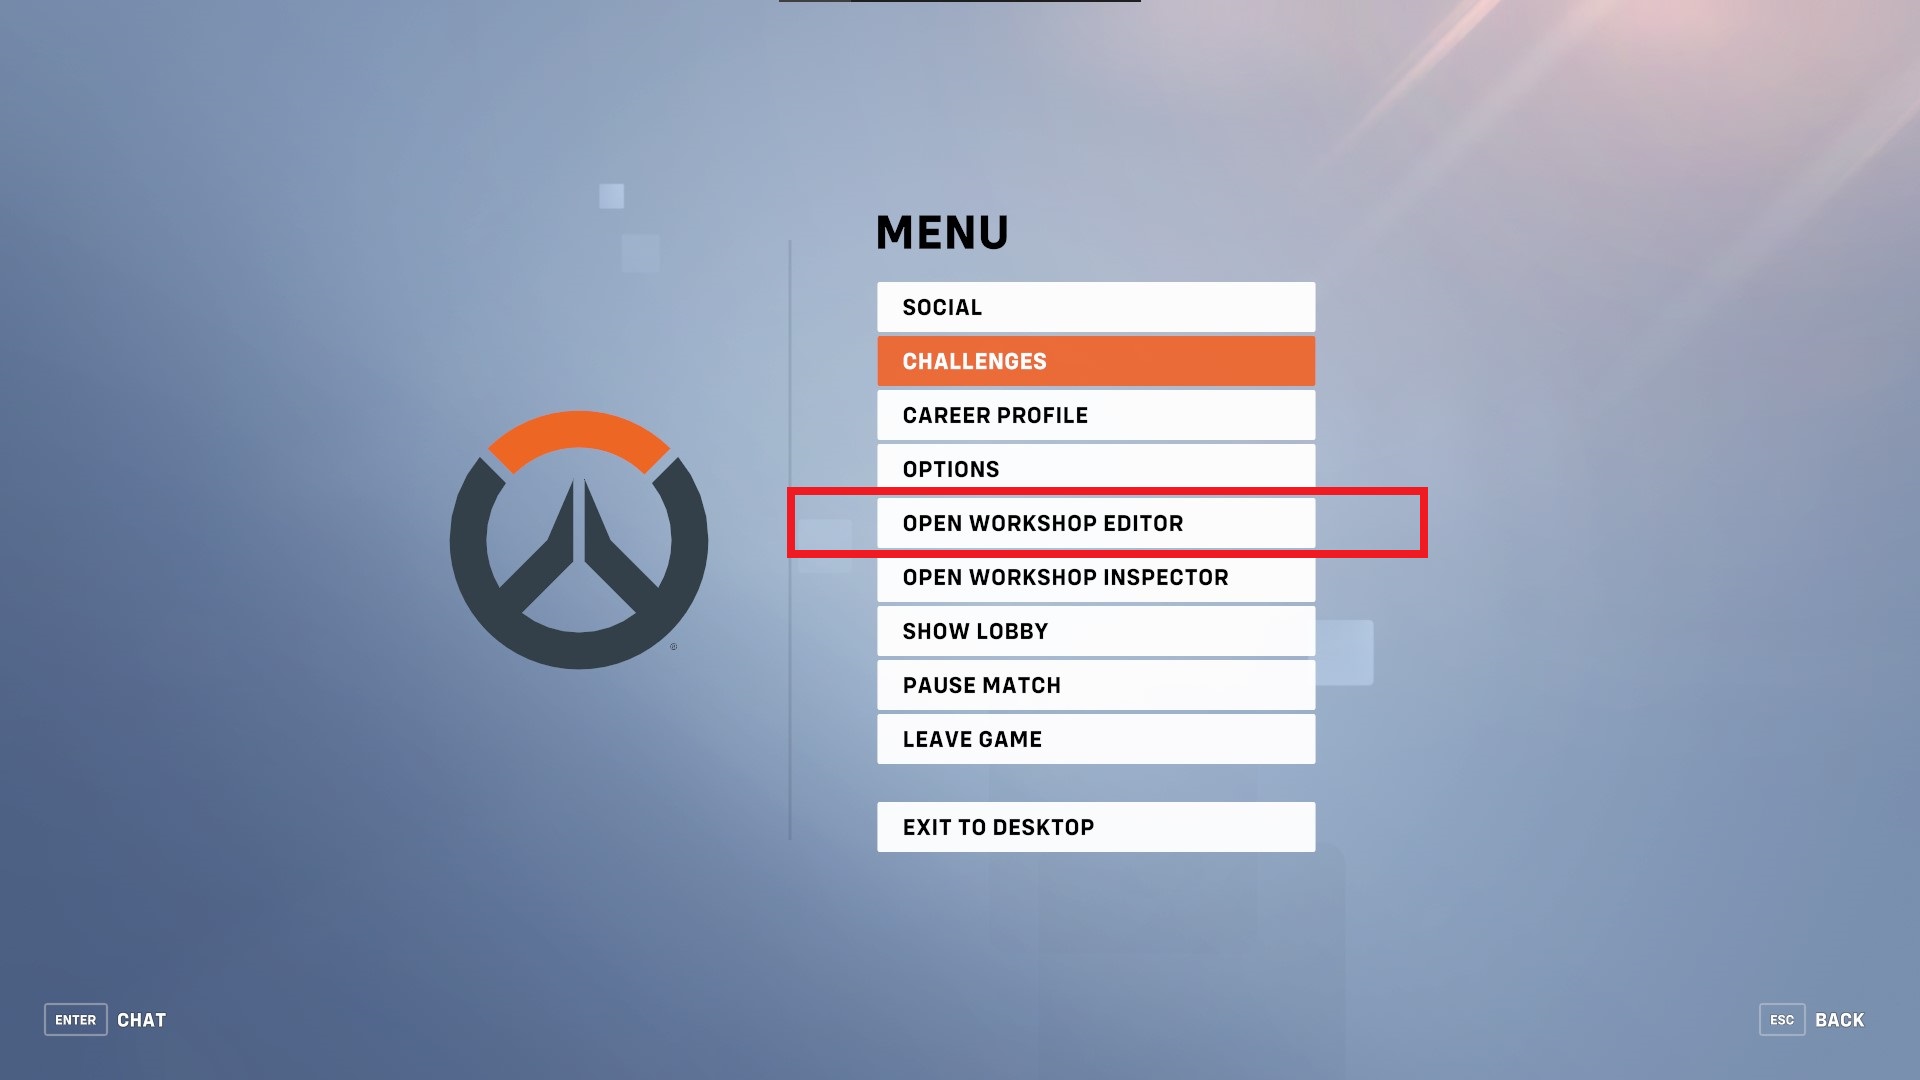 MENU
SOCIAL
CHALLENGES
CAREER PROFILE
OPTIONS
OPEN WORKSHOP EDITOR
OPEN WORKSHOP INSPECTOR
SHOW LOBBY
PAUSE MATCH
LEAVE GAME
EXIT TO DESKTOP
®
ENTER CHAT
ESC BACK